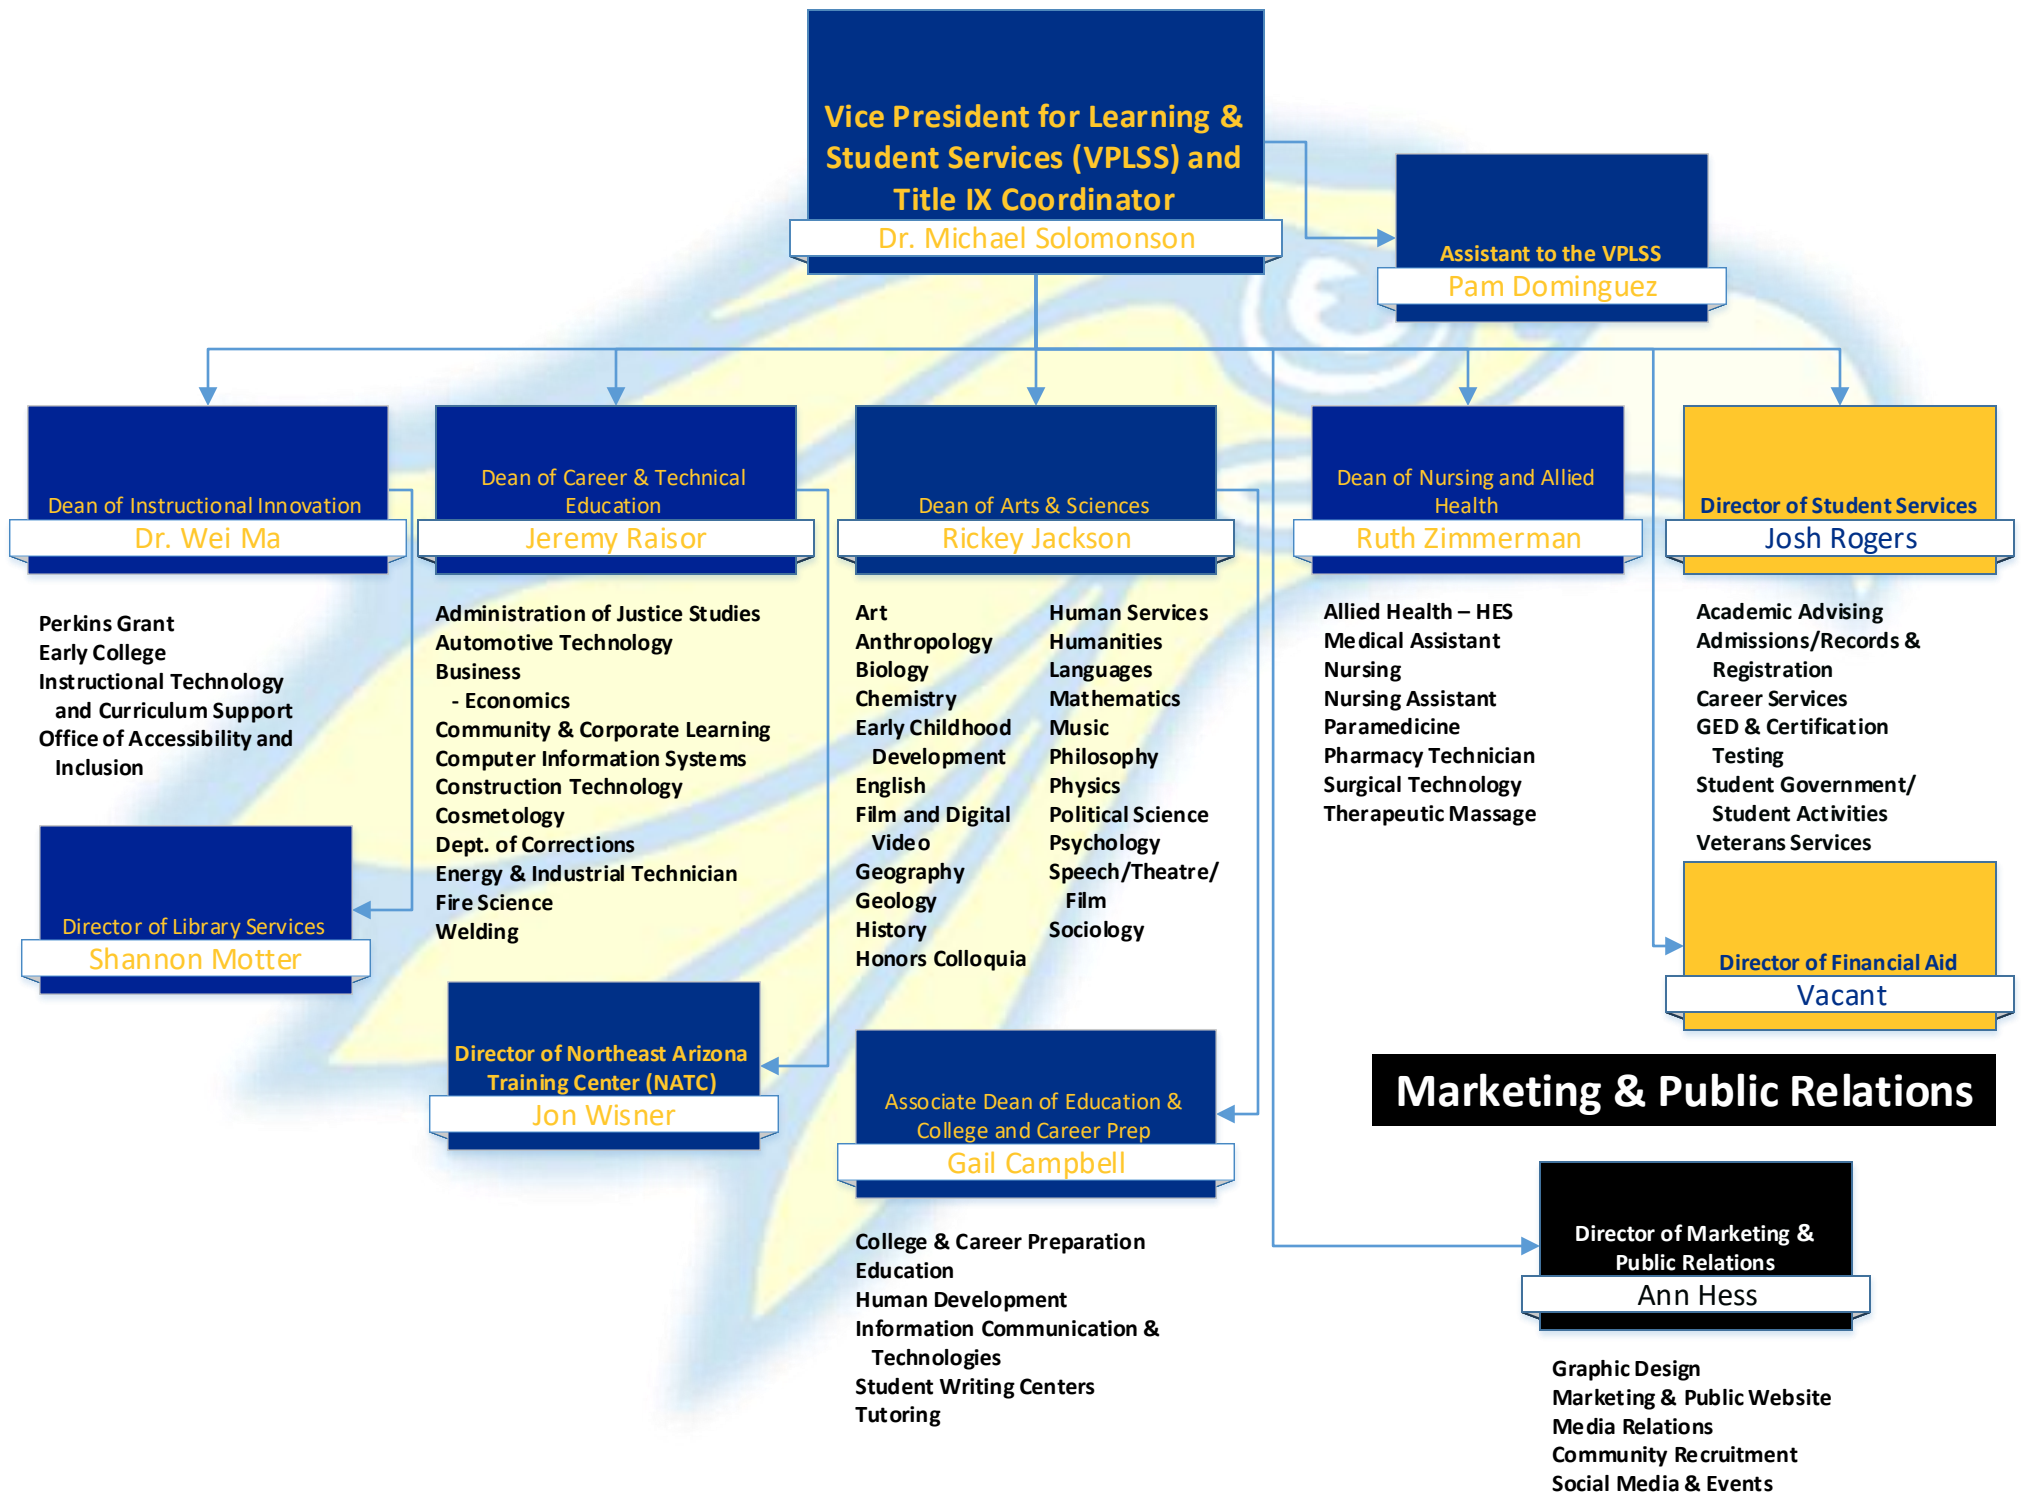 Vice President for Learning &
Student Services (VPLSS) and
Title IX Coordinator
Dr. Michael Solomonson
Assistant to the VPLSS
Pam Dominguez
Dean of Instructional Innovation
Dr. Wei Ma
Perkins Grant
Early College
Instructional Technology
and Curriculum Support
Office of Accessibility and
Inclusion
Director of Library Services
Shannon Motter
Dean of Career & Technical
Education
Jeremy Raisor
Administration of Justice Studies
Automotive Technology
Business
- Economics
Community & Corporate Learning
Computer Information Systems
Construction Technology
Cosmetology
Dept. of Corrections
Energy & Industrial Technician
Fire Science
Welding
Director of Northeast Arizona
Training Center (NATC)
Jon Wisner
Dean of Arts & Sciences
Rickey Jackson
Art
Anthropology
Biology
Chemistry
Early Childhood
Development
English
Film and Digital
Video
Geography
Geology
History
Honors Colloquia
Human Services
Humanities
Languages
Mathematics
Music
Philosophy
Physics
Political Science
Psychology
Speech/Theatre/
Film
Sociology
Associate Dean of Education &
College and Career Prep
Gail Campbell
College & Career Preparation
Education
Human Development
Information Communication &
Technologies
Student Writing Centers
Tutoring
Dean of Nursing and Allied
Health
Ruth Zimmerman
Allied Health – HES
Medical Assistant
Nursing
Nursing Assistant
Paramedicine
Pharmacy Technician
Surgical Technology
Therapeutic Massage
Director of Student Services
Josh Rogers
Academic Advising
Admissions/Records &
Registration
Career Services
GED & Certification
Testing
Student Government/
Student Activities
Veterans Services
Director of Financial Aid
Vacant
Marketing & Public Relations
Director of Marketing &
Public Relations
Ann Hess
Graphic Design
Marketing & Public Website
Media Relations
Community Recruitment
Social Media & Events